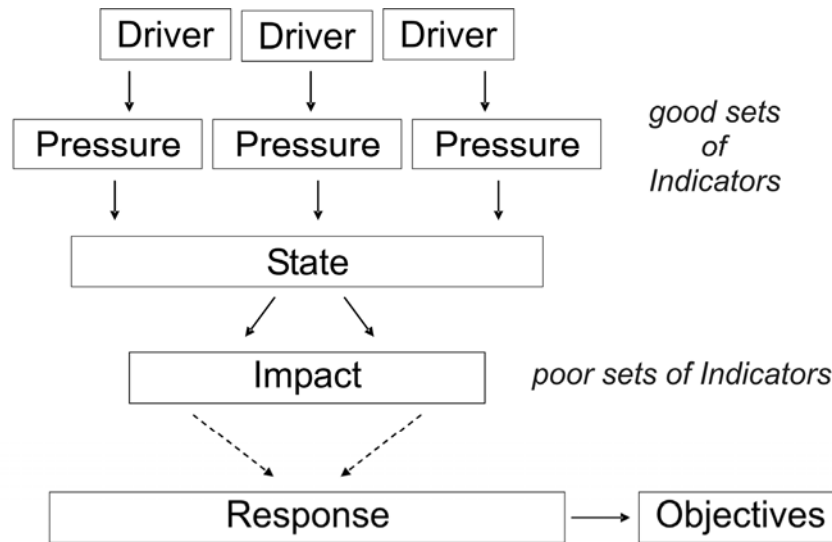 Driver Driver Driver
Pressure Pressure Pressure
good sets
of
Indicators
State
Impact
poor sets of Indicators
Response
Objectives